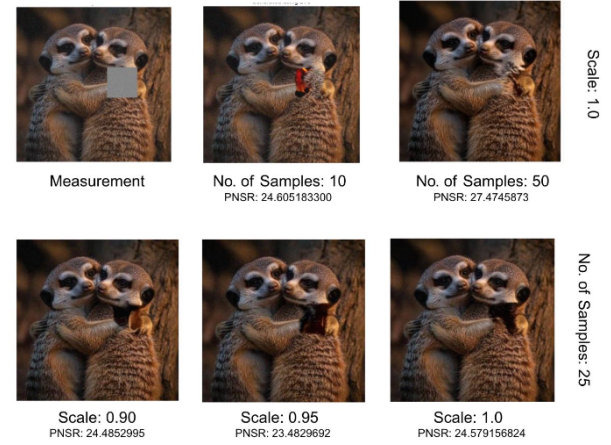 Measurement
No. of Samples: 10
PNSR: 24.605183300
No. of Samples: 50
PNSR: 27.4745873
Scale: 1.0
Scale: 0.90
PNSR: 24.4852995
Scale: 0.95
PNSR: 23.4829692
Scale: 1.0
PNSR: 24.579156824
No. of Samples: 25